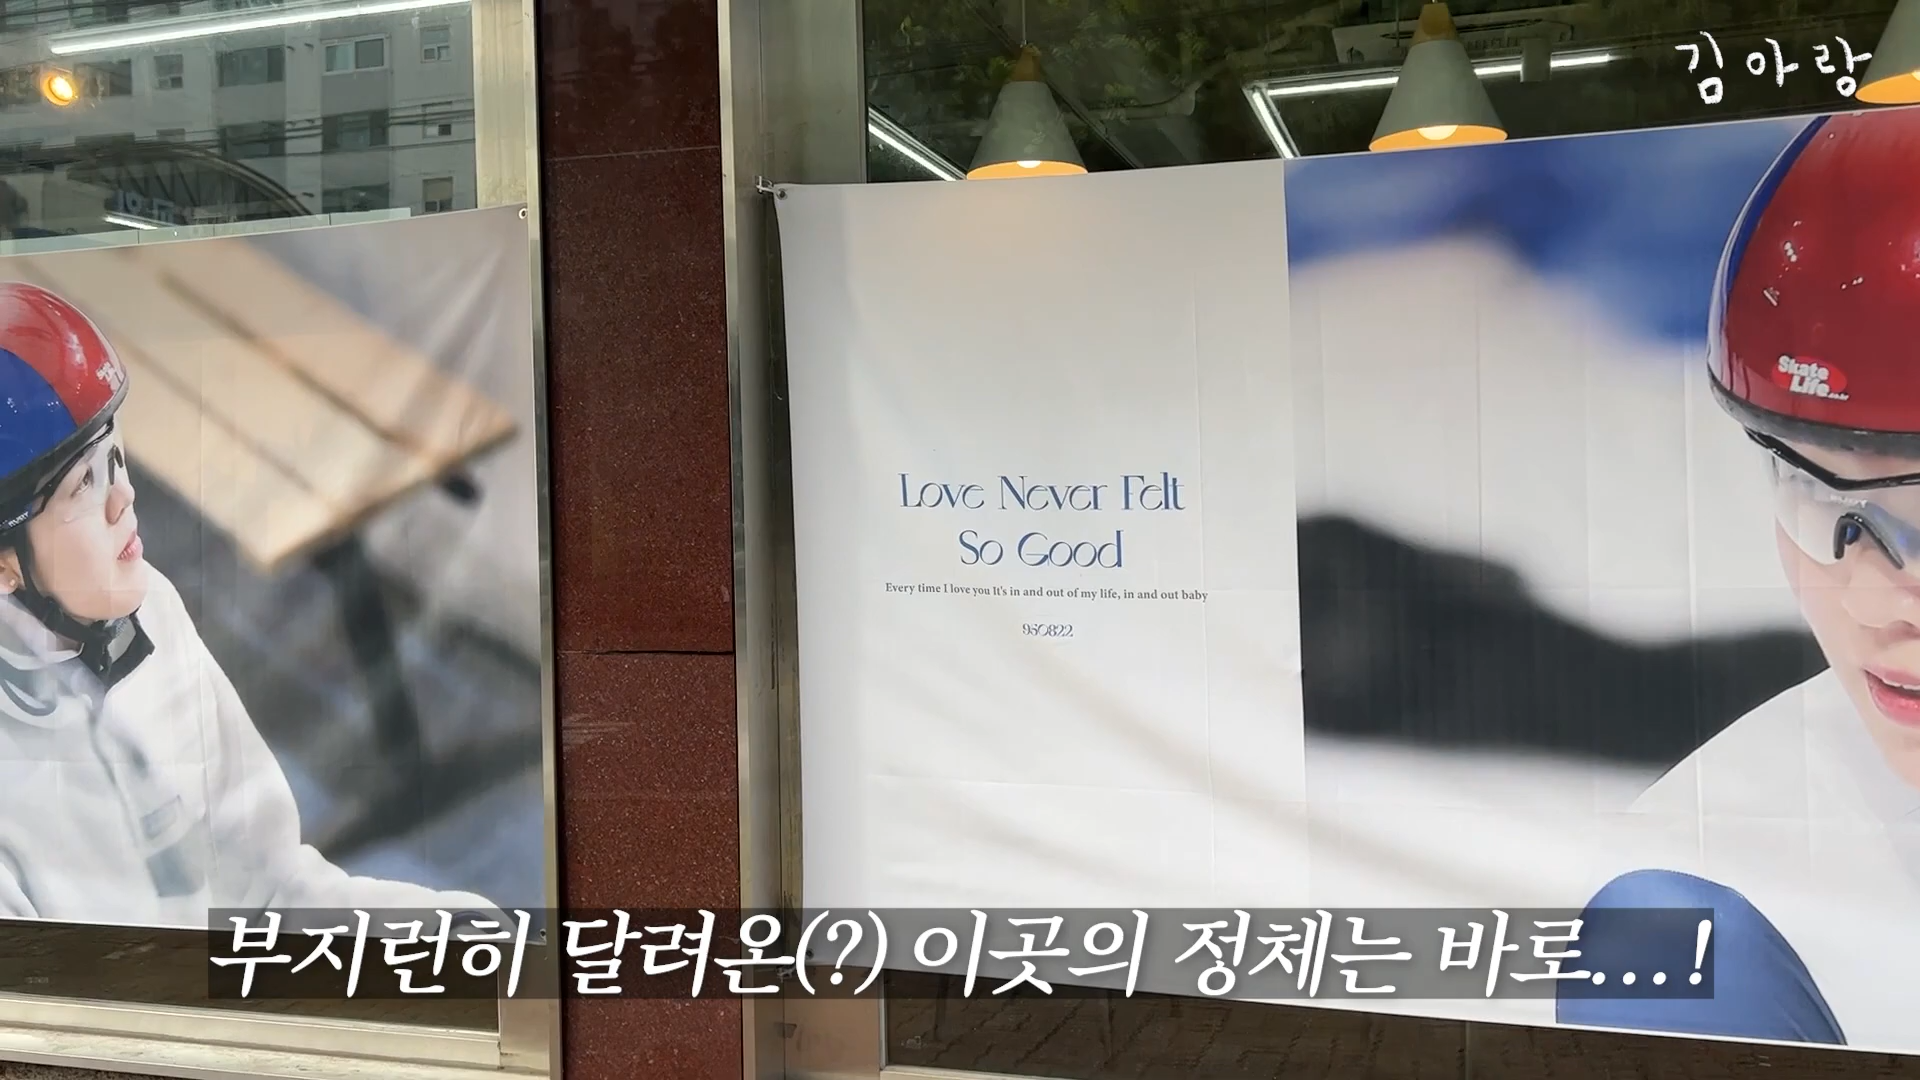 김아랑
Skate
Life.co.kr
Love Never Felt
So Good
Every time I love you It's in and out of my life, in and out baby
950822
부지런히 달려온(?) 이곳의 정체는 바로...!